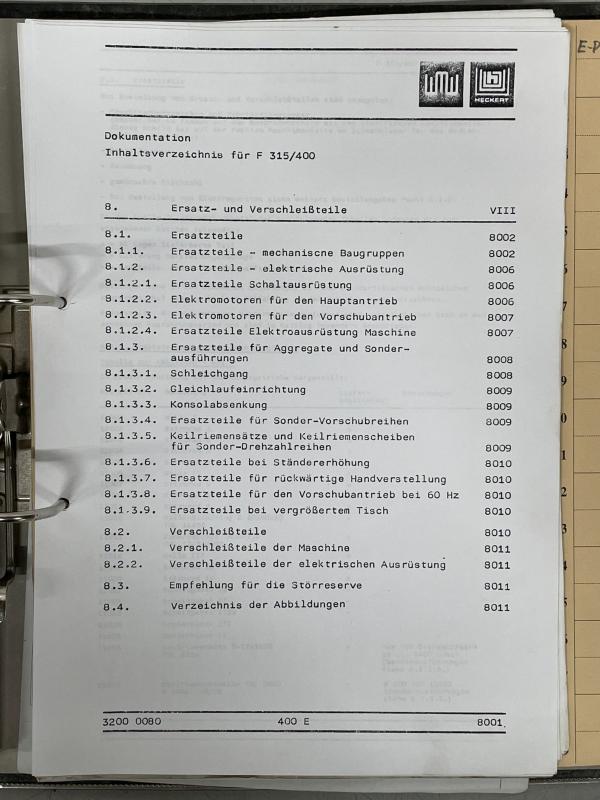 WMW HECKERT
E-P
Dokumentation
Inhaltsverzeichnis für F 315/400
8. Ersatz- und Verschleißteile VIII
8.1. Ersatzteile 8002
8.1.1. Ersatzteile - mechanische Baugruppen 8002
8.1.2. Ersatzteile - elektrische Ausrüstung 8006
8.1.2.1. Ersatzteile Schaltausrüstung 8006
8.1.2.2. Elektromotoren für den Hauptantrieb 8006
8.1.2.3. Elektromotoren für den Vorschubantrieb 8007
8.1.2.4. Ersatzteile Elektroausrüstung Maschine 8007
8.1.3. Ersatzteile für Aggregate und Sonder-
ausführungen 8008
8.1.3.1. Schleichgang 8008
8.1.3.2. Gleichlaufeinrichtung 8009
8.1.3.3. Konsolabsenkung 8009
8.1.3.4. Ersatzteile für Sonder-Vorschubreihen 8009
8.1.3.5. Keilriemensätze und Keilriemenscheiben
für Sonder-Drehzahlreihen 8009
8.1.3.6. Ersatzteile bei Ständererhöhung 8010
8.1.3.7. Ersatzteile für rückwärtige Handverstellung 8010
8.1.3.8. Ersatzteile für den Vorschubantrieb bei 60 Hz 8010
8.1.3.9. Ersatzteile bei vergrößertem Tisch 8010
8.2. Verschleißteile 8010
8.2.1. Verschleißteile der Maschine 8011
8.2.2. Verschleißteile der elektrischen Ausrüstung 8011
8.3. Empfehlung für die Störreserve 8011
8.4. Verzeichnis der Abbildungen 8011
3200 0080 400 E 8001